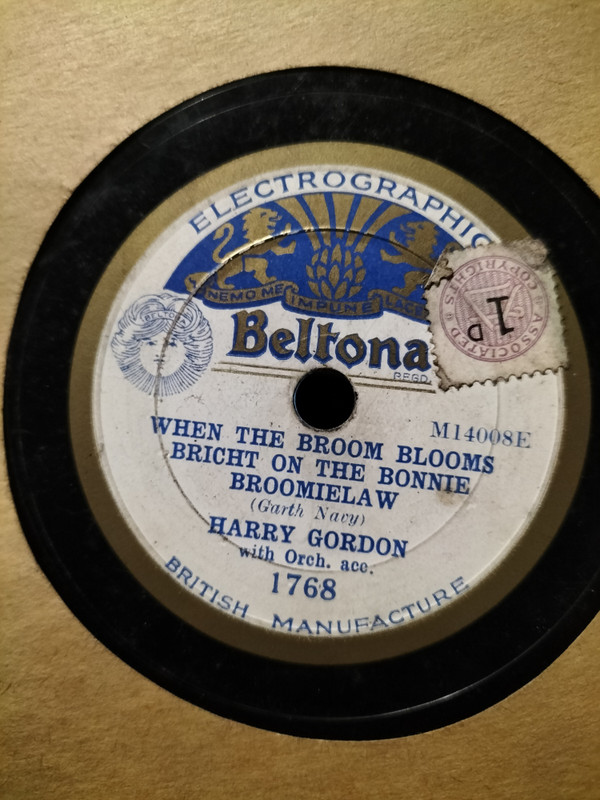 ELECTROGRAPHIC
NEMO ME IMPUNE
Beltona
REGD.
BELTONA
ASSOCIATED COPYRIGHTS
1D
M14008E
WHEN THE BROOM BLOOMS
BRICHT ON THE BONNIE
BROOMIELAW
(Garth Navy)
HARRY GORDON
with Orch. acc.
1768
BRITISH MANUFACTURE